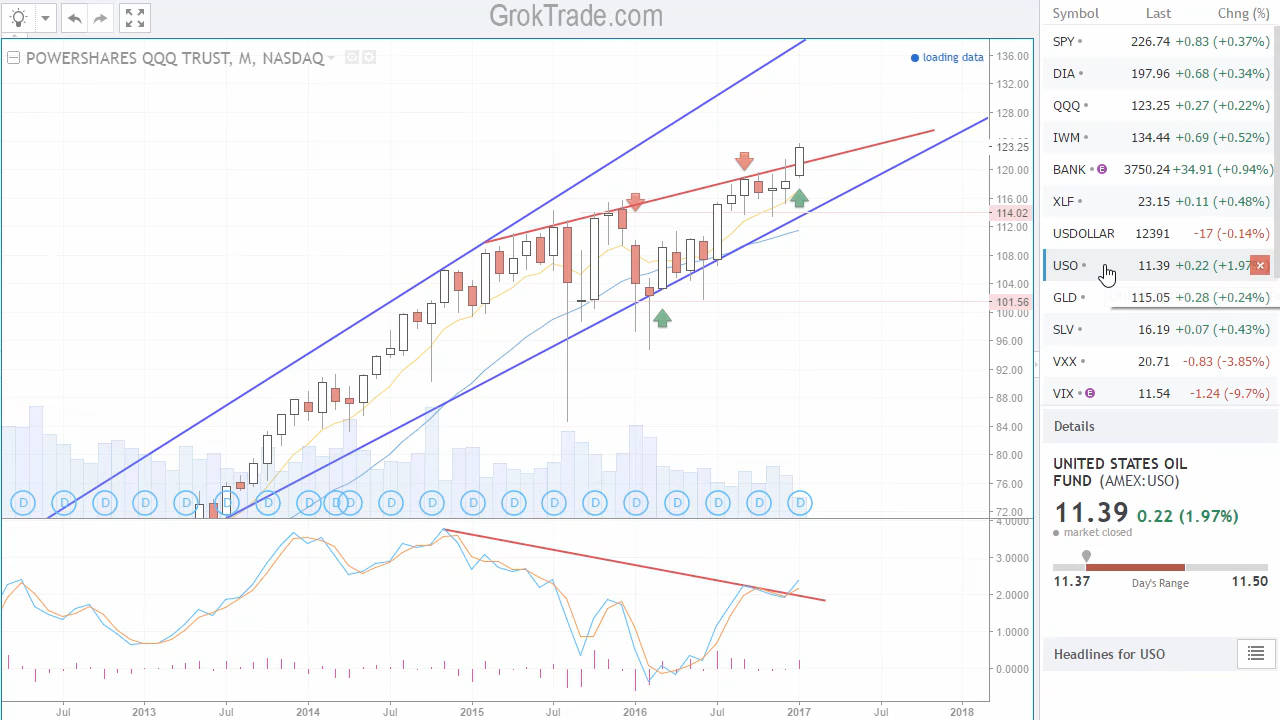 GrokTrade.com
POWERSHARES QQQ TRUST, M, NASDAQ
loading data
136.00
132.00
128.00
123.25
120.00
116.00
114.02
112.00
108.00
104.00
101.56
100.00
96.00
92.00
88.00
84.00
80.00
76.00
72.00
D D D D D D D D D D D D D D D D D D D D D
4.0000
3.0000
2.0000
1.0000
0.0000
Jul 2013 Jul 2014 Jul 2015 Jul 2016 Jul 2017 Jul 2018
Symbol Last Chng (%)
SPY 226.74 +0.83 (+0.37%)
DIA 197.96 +0.68 (+0.34%)
QQQ 123.25 +0.27 (+0.22%)
IWM 134.44 +0.69 (+0.52%)
BANK E 3750.24 +34.91 (+0.94%)
XLF 23.15 +0.11 (+0.48%)
USDOLLAR 12391 -17 (-0.14%)
USO 11.39 +0.22 (+1.97
GLD 115.05 +0.28 (+0.24%)
SLV 16.19 +0.07 (+0.43%)
VXX 20.71 -0.83 (-3.85%)
VIX E 11.54 -1.24 (-9.7%)
Details
UNITED STATES OIL
FUND (AMEX:USO)
11.39 0.22 (1.97%)
market closed
11.37 Day's Range 11.50
Headlines for USO